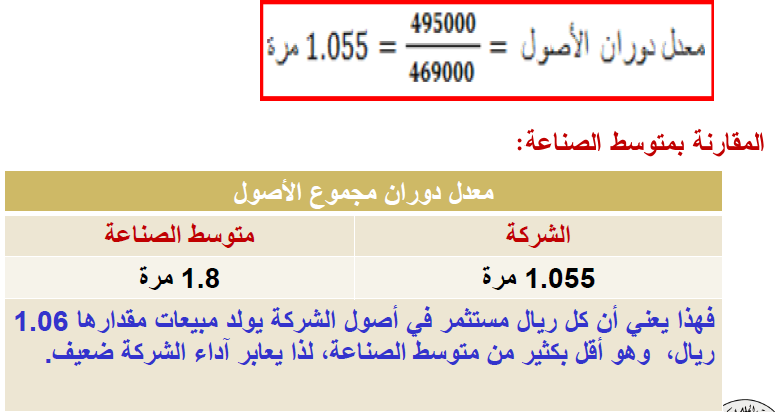 معدل دوران الأصول = 495000 / 469000 = 1.055 مرة
المقارنة بمتوسط الصناعة:
معدل دوران مجموع الأصول
الشركة متوسط الصناعة
1.055 مرة 1.8 مرة
فهذا يعني أن كل ريال مستثمر في أصول الشركة يولد مبيعات مقدارها 1.06
ريال، وهو أقل بكثير من متوسط الصناعة، لذا يعابر آداء الشركة ضعيف.